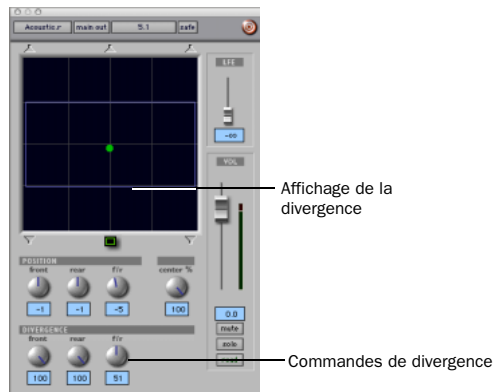 Acoustic.r main out 5.1 safe
LFE
-∞
VOL
Affichage de la
divergence
POSITION
front rear f/r center %
-1 -1 -5 100
0.0
mute
DIVERGENCE
solo
front rear f/r
Commandes de divergence
100 100 51